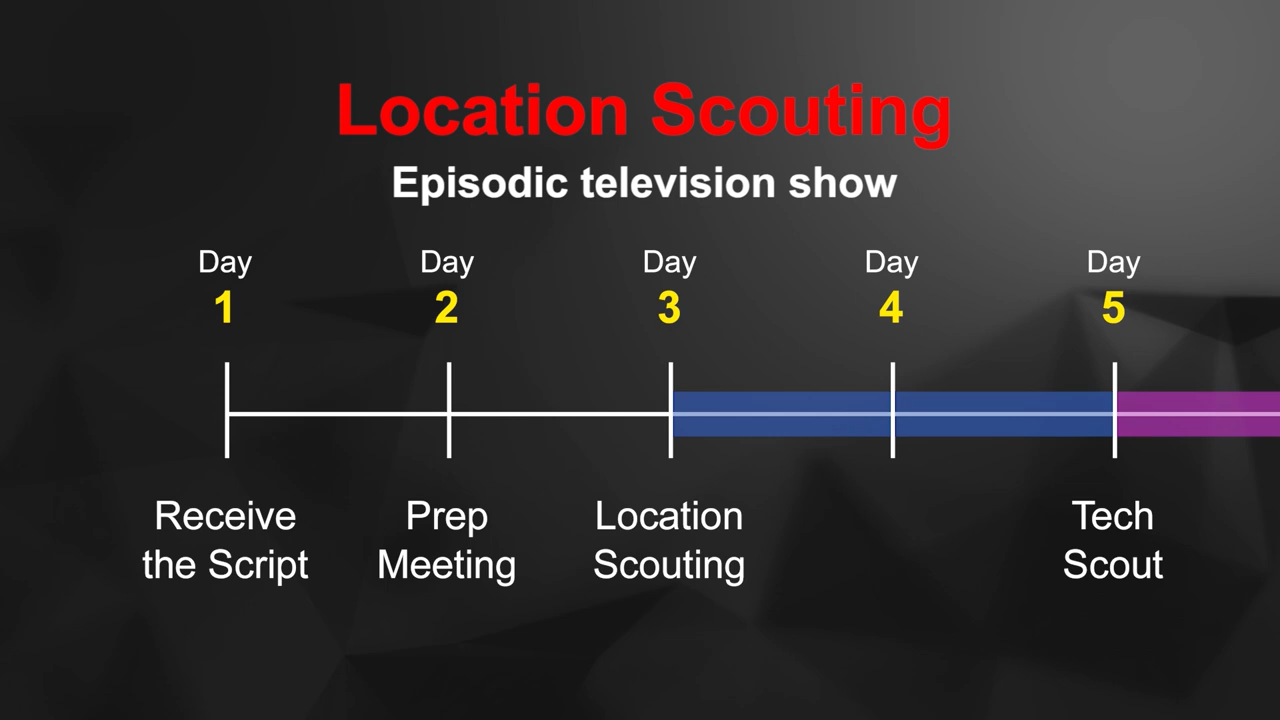 Location Scouting
Episodic television show
Day
1
Day
2
Day
3
Day
4
Day
5
Receive
the Script
Prep
Meeting
Location
Scouting
Tech
Scout